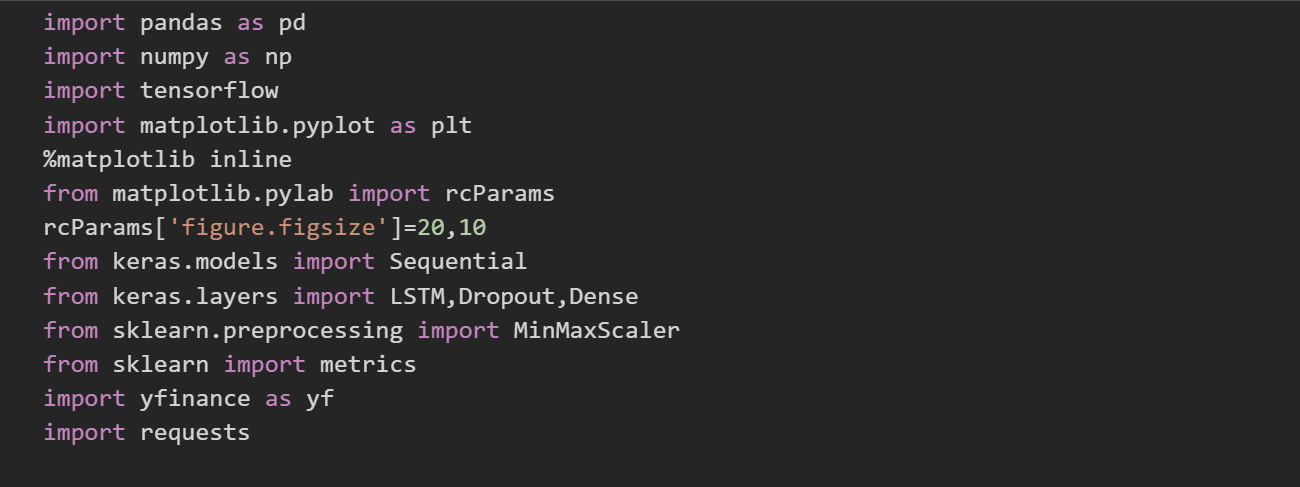 import pandas as pd
import numpy as np
import tensorflow
import matplotlib.pyplot as plt
%matplotlib inline
from matplotlib.pylab import rcParams
rcParams['figure.figsize']=20,10
from keras.models import Sequential
from keras.layers import LSTM,Dropout,Dense
from sklearn.preprocessing import MinMaxScaler
from sklearn import metrics
import yfinance as yf
import requests